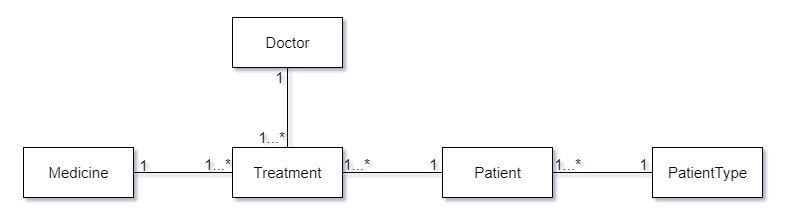 Doctor
1
1...*
Medicine
1
1...*
Treatment
1...*
1
Patient
1...*
1
PatientType